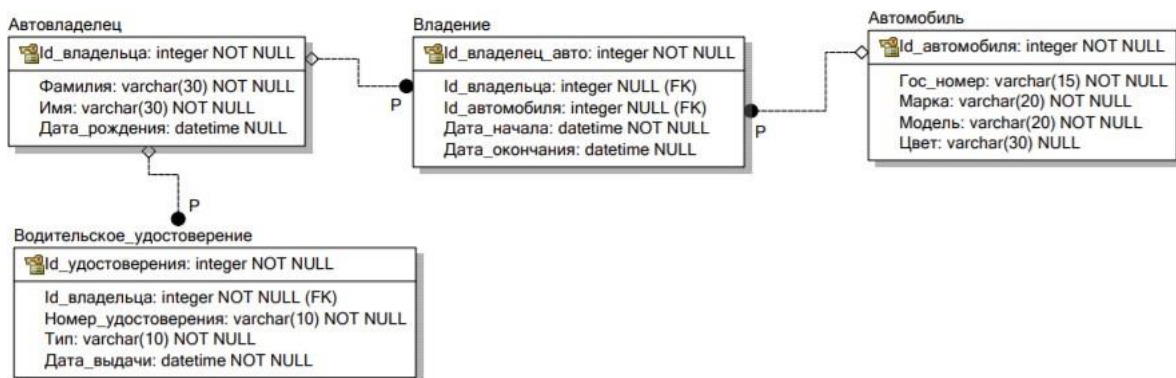 Автовладелец
Id_владельца: integer NOT NULL
Фамилия: varchar(30) NOT NULL
Имя: varchar(30) NOT NULL
Дата_рождения: datetime NULL
P
Владение
Id_владелец_авто: integer NOT NULL
Id_владельца: integer NULL (FK)
Id_автомобиля: integer NULL (FK)
Дата_начала: datetime NOT NULL
Дата_окончания: datetime NULL
P
Автомобиль
Id_автомобиля: integer NOT NULL
Гос_номер: varchar(15) NOT NULL
Марка: varchar(20) NOT NULL
Модель: varchar(20) NOT NULL
Цвет: varchar(30) NULL
P
Водительское_удостоверение
Id_удостоверения: integer NOT NULL
Id_владельца: integer NOT NULL (FK)
Номер_удостоверения: varchar(10) NOT NULL
Тип: varchar(10) NOT NULL
Дата_выдачи: datetime NOT NULL